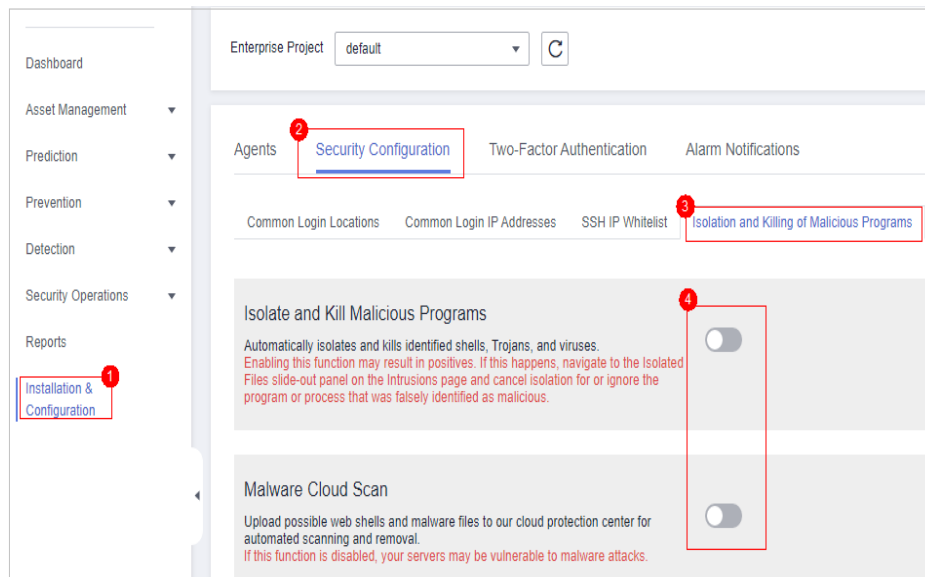 Enterprise Project default
Dashboard
Asset Management
Prediction
Prevention
Detection
Security Operations
Reports
1
Installation &
Configuration
2
Agents Security Configuration Two-Factor Authentication Alarm Notifications
3
Common Login Locations Common Login IP Addresses SSH IP Whitelist Isolation and Killing of Malicious Programs
4
Isolate and Kill Malicious Programs
Automatically isolates and kills identified shells, Trojans, and viruses.
Enabling this function may result in positives. If this happens, navigate to the Isolated
Files slide-out panel on the Intrusions page and cancel isolation for or ignore the
program or process that was falsely identified as malicious.
Malware Cloud Scan
Upload possible web shells and malware files to our cloud protection center for
automated scanning and removal.
If this function is disabled, your servers may be vulnerable to malware attacks.